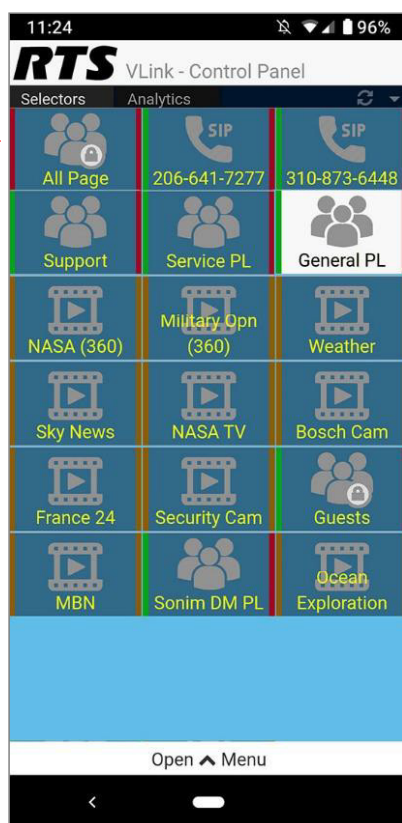 11:24 96%
RTS VLink - Control Panel
Selectors Analytics
SIP SIP
All Page 206-641-7277 310-873-6448
Support Service PL General PL
NASA (360) Military Opn (360) Weather
Sky News NASA TV Bosch Cam
France 24 Security Cam Guests
MBN Sonim DM PL Ocean Exploration
Open Menu